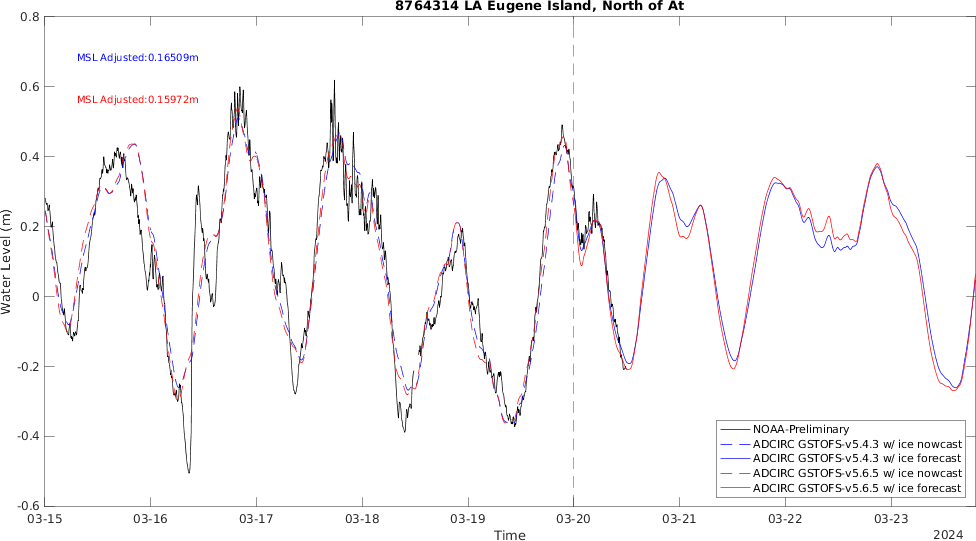 8764314 LA Eugene Island, North of At
MSL Adjusted:0.16509m
MSL Adjusted:0.15972m
Water Level (m)
0.8
0.6
0.4
0.2
0
-0.2
-0.4
-0.6
03-15 03-16 03-17 03-18 03-19 03-20 03-21 03-22 03-23
Time
2024
NOAA-Preliminary
ADCIRC GSTOFS-v5.4.3 w/ ice nowcast
ADCIRC GSTOFS-v5.4.3 w/ ice forecast
ADCIRC GSTOFS-v5.6.5 w/ ice nowcast
ADCIRC GSTOFS-v5.6.5 w/ ice forecast